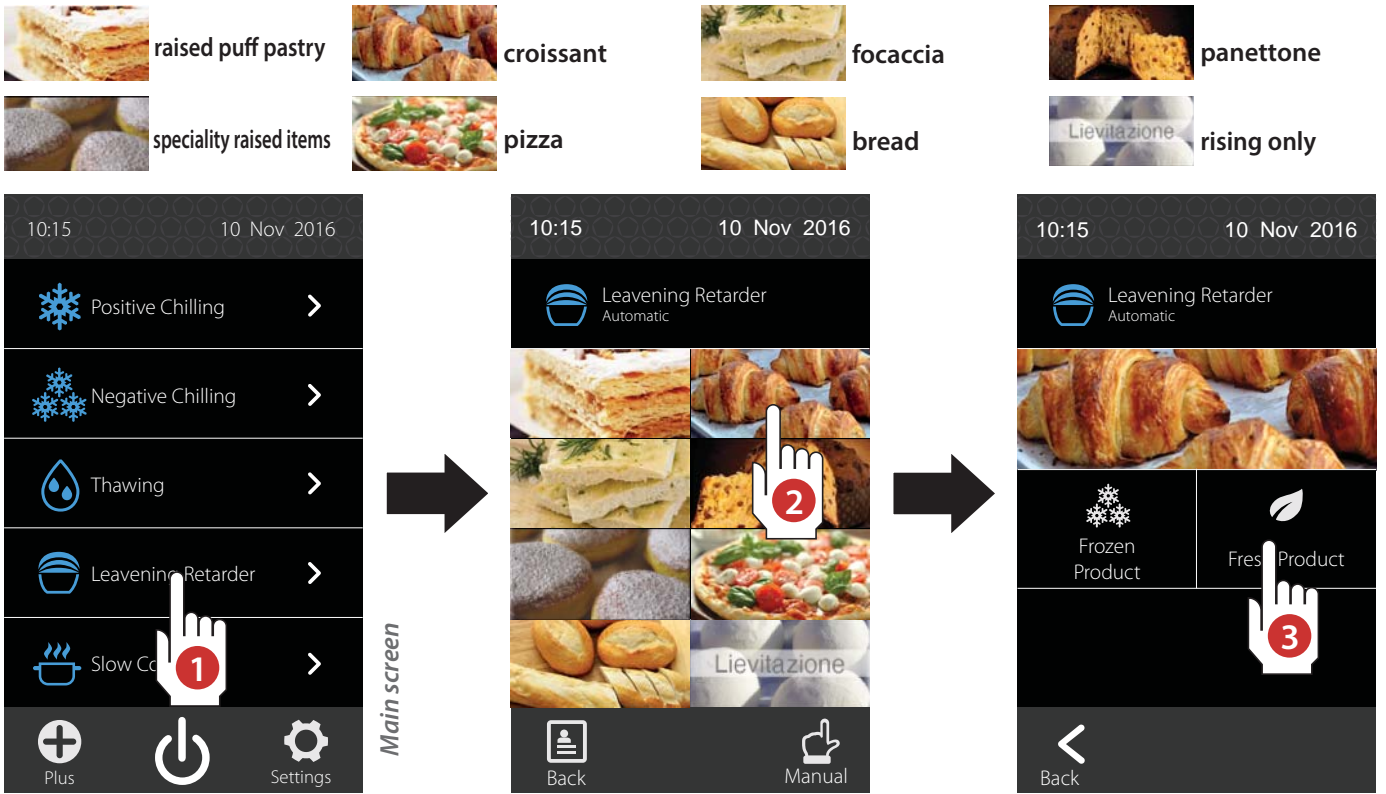 raised puff pastry
croissant
focaccia
panettone
speciality raised items
pizza
bread
Lievitazione
rising only
10:15 10 Nov 2016
Positive Chilling
Negative Chilling
Thawing
Leavening Retarder
Slow Co
1
Plus
Settings
Main screen
10:15 10 Nov 2016
Leavening Retarder
Automatic
2
Lievitazione
Back
Manual
10:15 10 Nov 2016
Leavening Retarder
Automatic
Frozen
Product
Fresh Product
3
Back